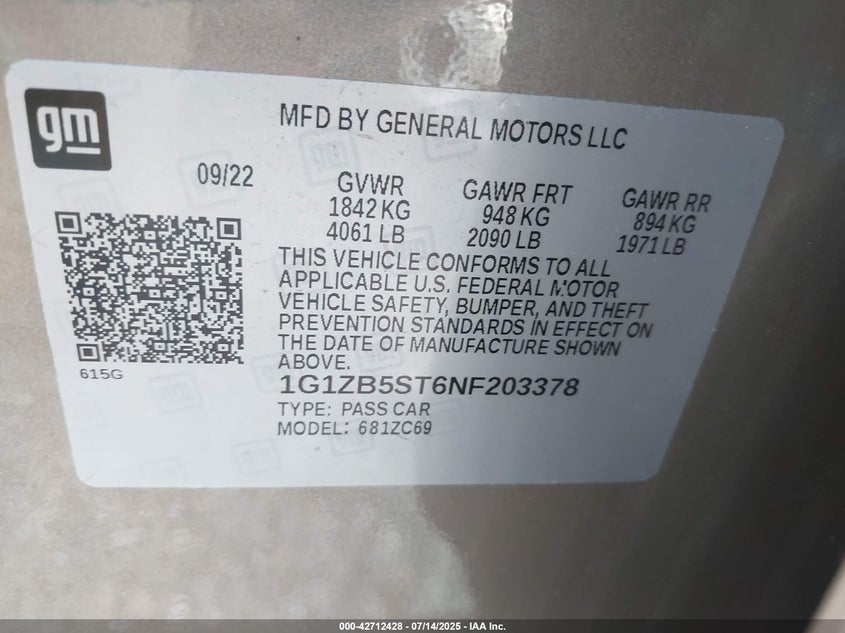 gm
MFD BY GENERAL MOTORS LLC
09/22
GVWR
1842 KG
4061 LB
GAWR FRT
948 KG
2090 LB
GAWR RR
894 KG
1971 LB
THIS VEHICLE CONFORMS TO ALL
APPLICABLE U.S. FEDERAL MOTOR
VEHICLE SAFETY, BUMPER, AND THEFT
PREVENTION STANDARDS IN EFFECT ON
THE DATE OF MANUFACTURE SHOWN
ABOVE.
615G
1G1ZB5ST6NF203378
TYPE: PASS CAR
MODEL: 681ZC69
000-42712428 - 07/14/2025 - IAA Inc.